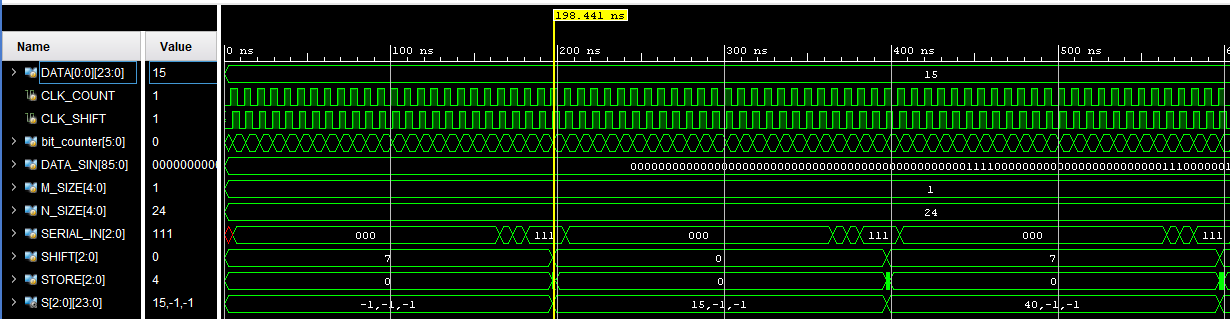 198.441 ns
Name Value 0 ns 100 ns 200 ns 300 ns 400 ns 500 ns
DATA[0:0][23:0] 15 15
CLK_COUNT 1
CLK_SHIFT 1
bit_counter[5:0] 0
DATA_SIN[85:0] 0000000000
M_SIZE[4:0] 1 1
N_SIZE[4:0] 24 24
SERIAL_IN[2:0] 111 000 111 000 111 000 111
SHIFT[2:0] 0 7 0 7
STORE[2:0] 4 0 0 0
S[2:0][23:0] 15,-1,-1 -1,-1,-1 15,-1,-1 40,-1,-1